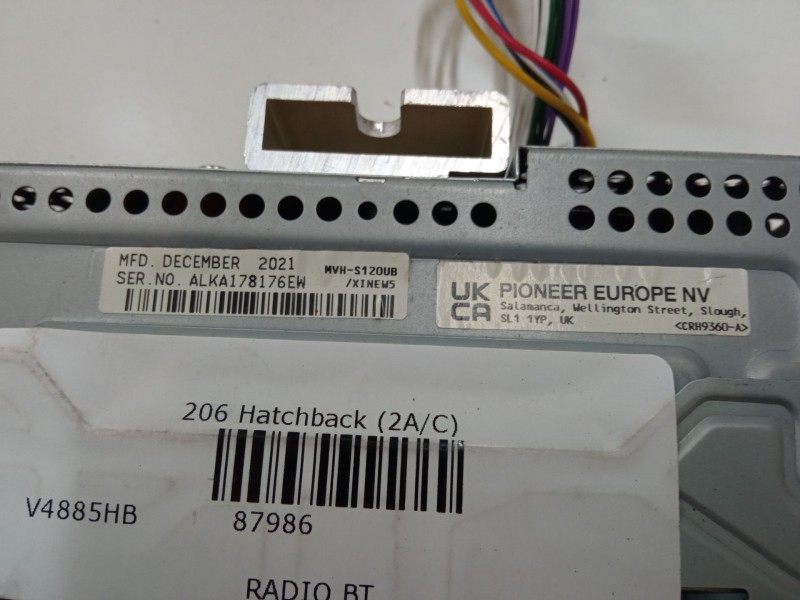 MFD. DECEMBER 2021
MVH-S120UB
SER.NO. ALKA178176EW
/XINEW5
UK
CA
PIONEER EUROPE NV
Salamanca, Wellington Street, Slough,
SL1 1YP, UK
<CRH9360-A>
206 Hatchback (2A/C)
V4885HB
87986
RADIO BT